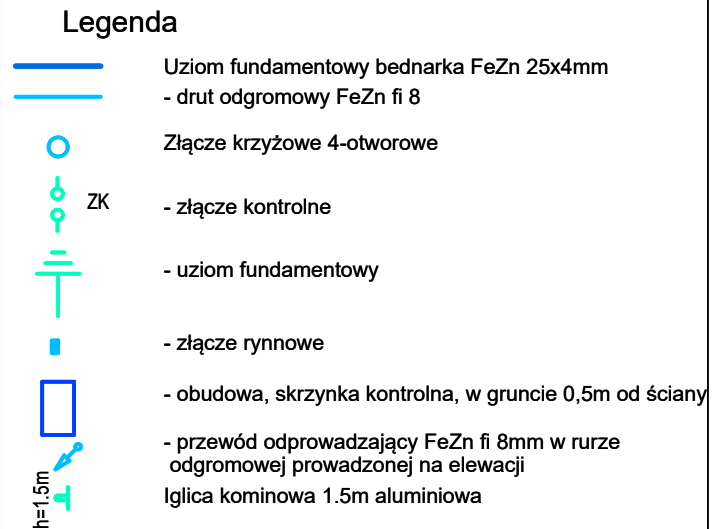 Legenda
Uziom fundamentowy bednarka FeZn 25x4mm
- drut odgromowy FeZn fi 8
Złącze krzyżowe 4-otworowe
ZK
- złącze kontrolne
- uziom fundamentowy
- złącze rynnowe
- obudowa, skrzynka kontrolna, w gruncie 0,5m od ściany
- przewód odprowadzający FeZn fi 8mm w rurze
odgromowej prowadzonej na elewacji
h=1.5m
Iglica kominowa 1.5m aluminiowa